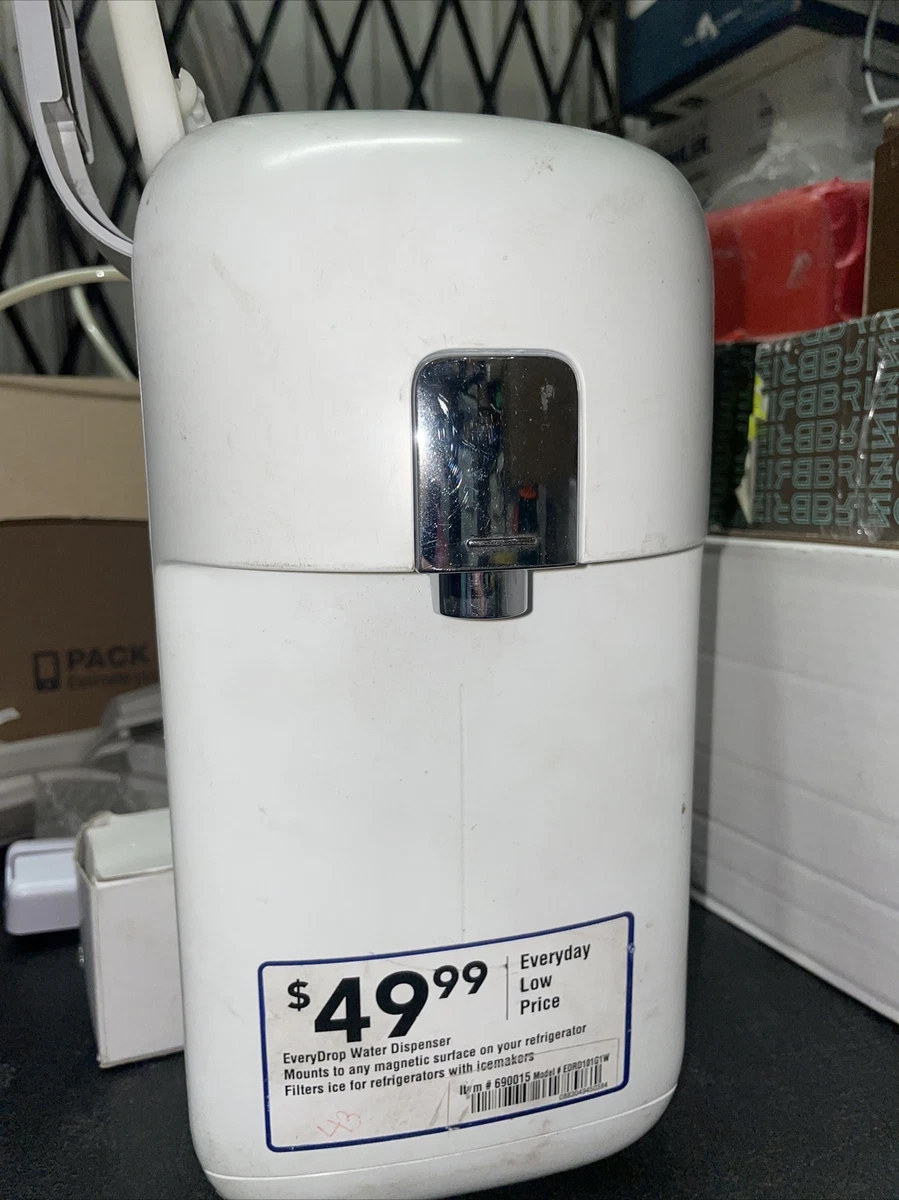 $49.99
Everyday
Low
Price
EveryDrop Water Dispenser
Mounts to any magnetic surface on your refrigerator
Filters ice for refrigerators with icemakers
Item # 690015 Model # EDRD101G1W
PACK